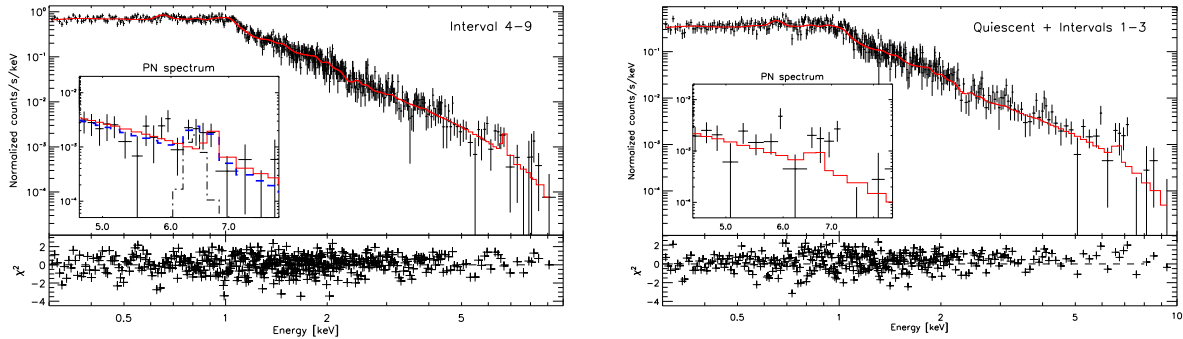 Interval 4–9
Normalized counts/s/keV
10⁰
10⁻¹
10⁻²
10⁻³
10⁻⁴
PN spectrum
10⁻²
10⁻³
10⁻⁴
5.0 6.0 7.0
χ²
2
0
-2
-4
0.5 1 2 5
Energy [keV]
Quiescent + Intervals 1–3
Normalized counts/s/keV
10⁻¹
10⁻²
10⁻³
10⁻⁴
PN spectrum
10⁻²
10⁻³
10⁻⁴
5.0 6.0 7.0
χ²
2
0
-2
-4
0.5 1 2 5 10
Energy [keV]